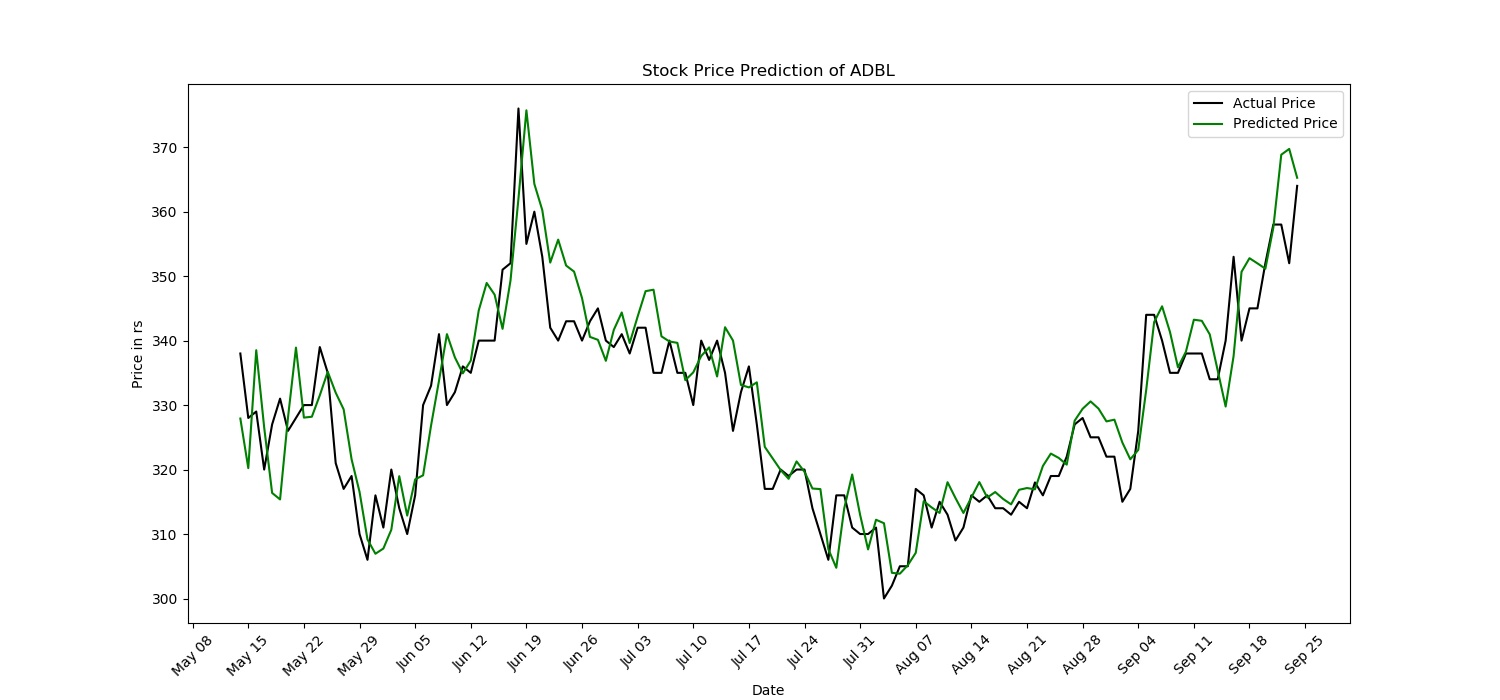 Stock Price Prediction of ADBL
Actual Price
Predicted Price
Price in rs
370
360
350
340
330
320
310
300
May 08
May 15
May 22
May 29
Jun 05
Jun 12
Jun 19
Jun 26
Jul 03
Jul 10
Jul 17
Jul 24
Jul 31
Aug 07
Aug 14
Aug 21
Aug 28
Sep 04
Sep 11
Sep 18
Sep 25
Date